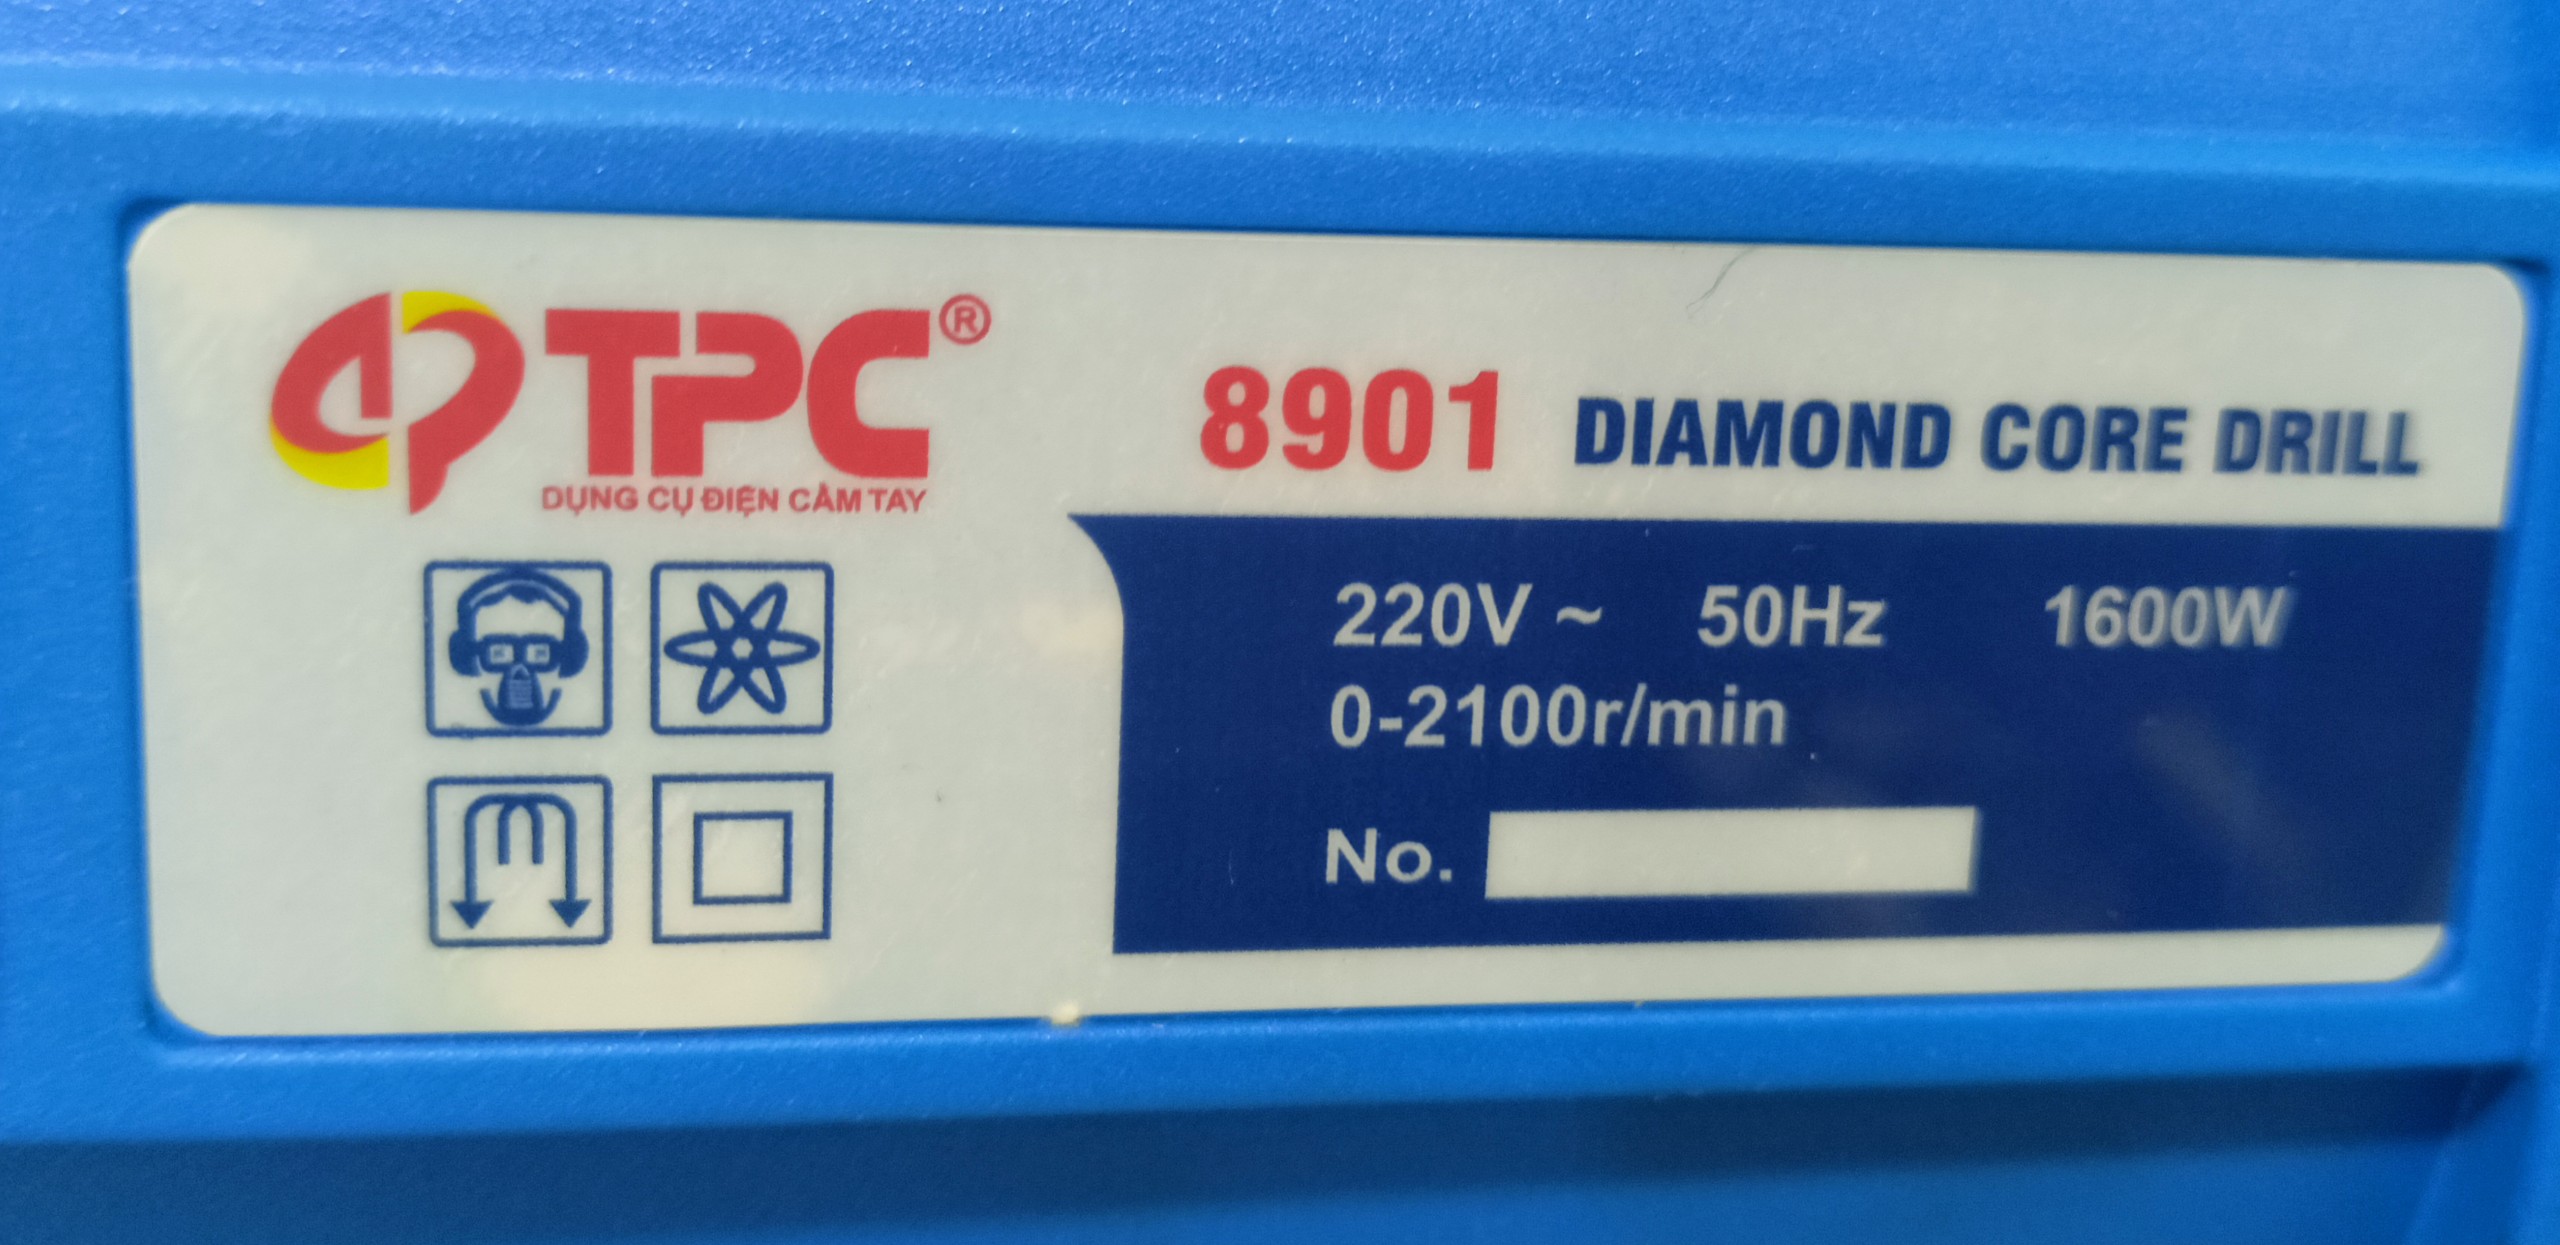 TPC®
DỤNG CỤ ĐIỆN CẦM TAY
8901 DIAMOND CORE DRILL
220V ~ 50Hz 1600W
0-2100r/min
No.